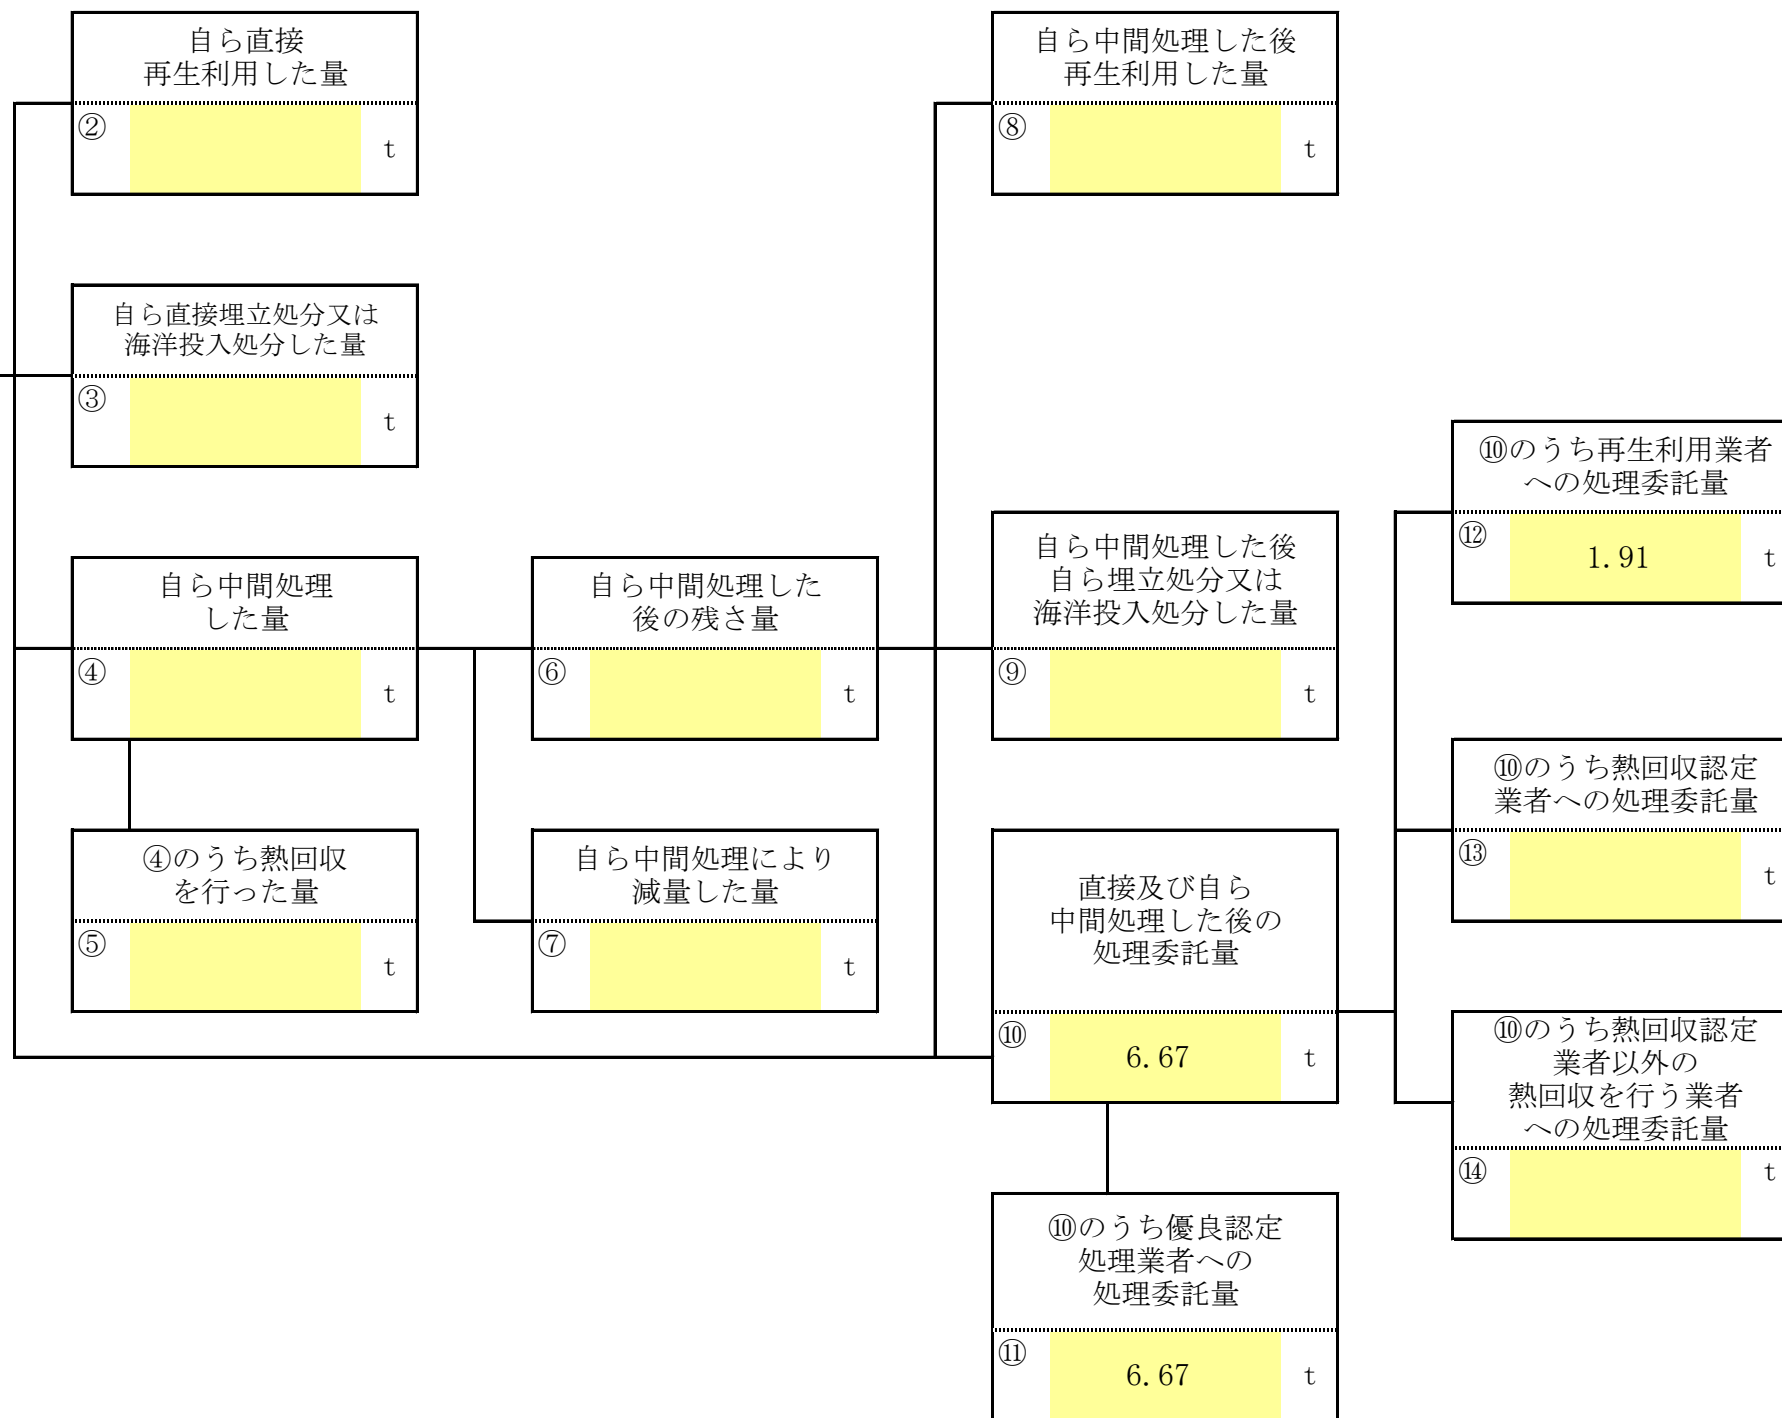 自ら直接
再生利用した量
②
t
自ら直接埋立処分又は
海洋投入処分した量
③
t
自ら中間処理
した量
④
t
④のうち熱回収
を行った量
⑤
t
自ら中間処理した
後の残さ量
⑥
t
自ら中間処理により
減量した量
⑦
t
自ら中間処理した後
再生利用した量
⑧
t
自ら中間処理した後
自ら埋立処分又は
海洋投入処分した量
⑨
t
直接及び自ら
中間処理した後の
処理委託量
⑩ 6.67 t
⑩のうち優良認定
処理業者への
処理委託量
⑪ 6.67 t
⑩のうち再生利用業者
への処理委託量
⑫ 1.91 t
⑩のうち熱回収認定
業者への処理委託量
⑬
t
⑩のうち熱回収認定
業者以外の
熱回収を行う業者
への処理委託量
⑭
t